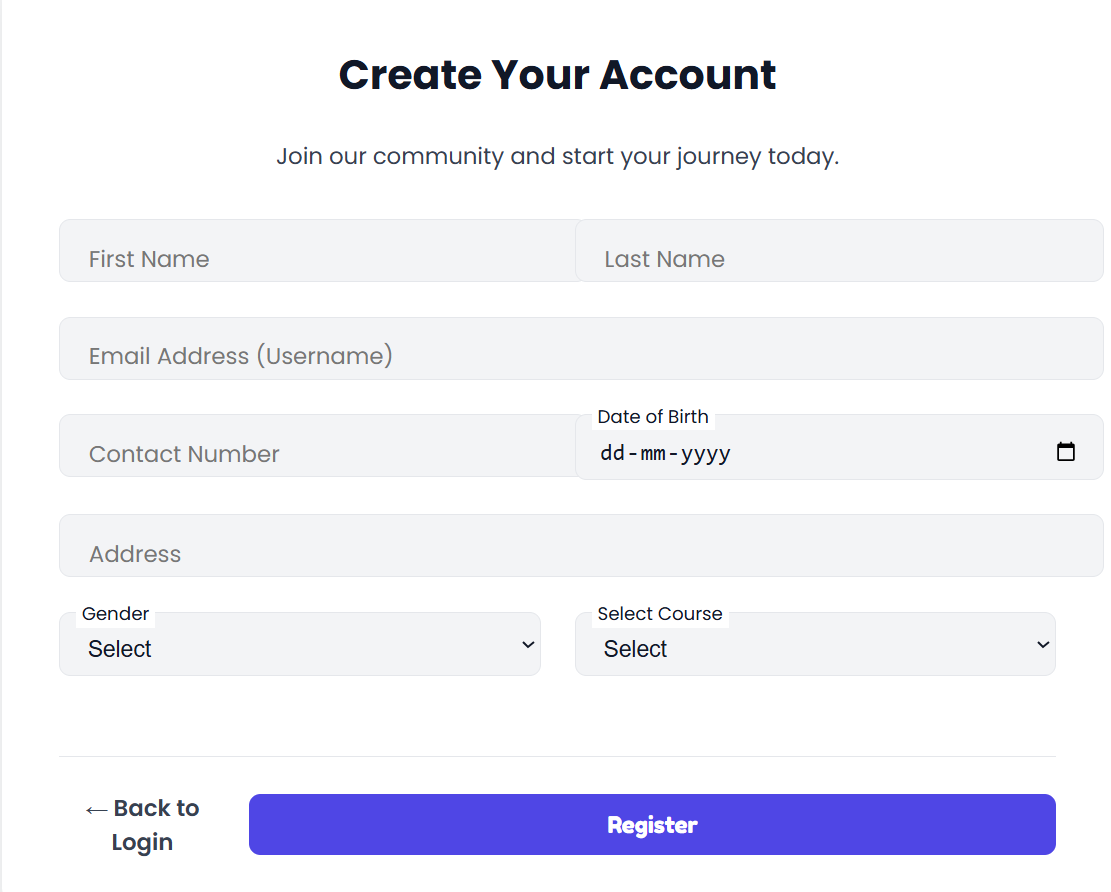 Create Your Account
Join our community and start your journey today.
First Name
Last Name
Email Address (Username)
Contact Number
Date of Birth
dd-mm-yyyy
Address
Gender
Select
Select Course
Select
← Back to
Login
Register